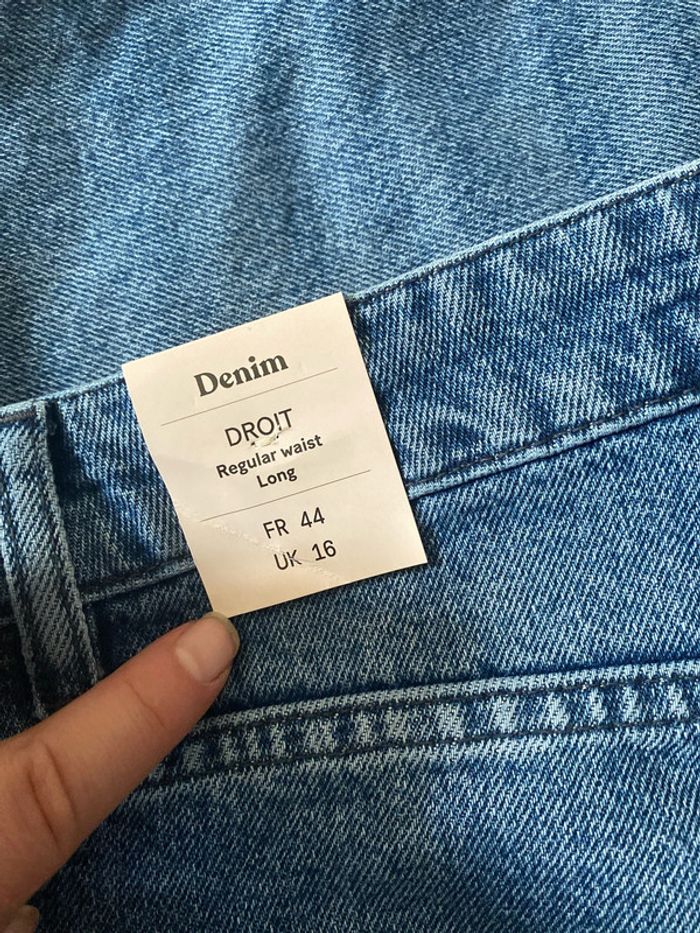 Denim
DROIT
Regular waist
Long
FR 44
UK 16